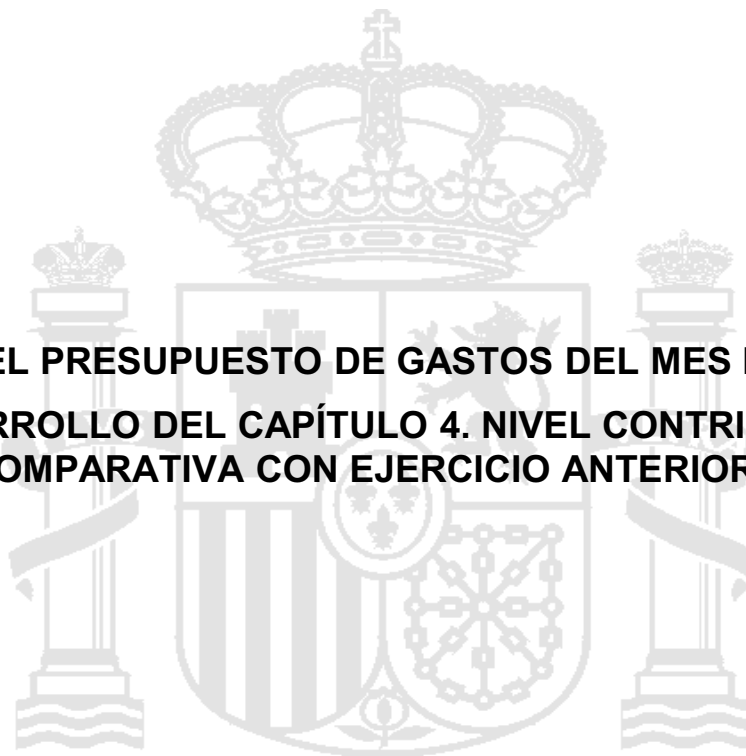 EL PRESUPUESTO DE GASTOS DEL MES
RROLLO DEL CAPÍTULO 4. NIVEL CONTRI
OMPARATIVA CON EJERCICIO ANTERIOR